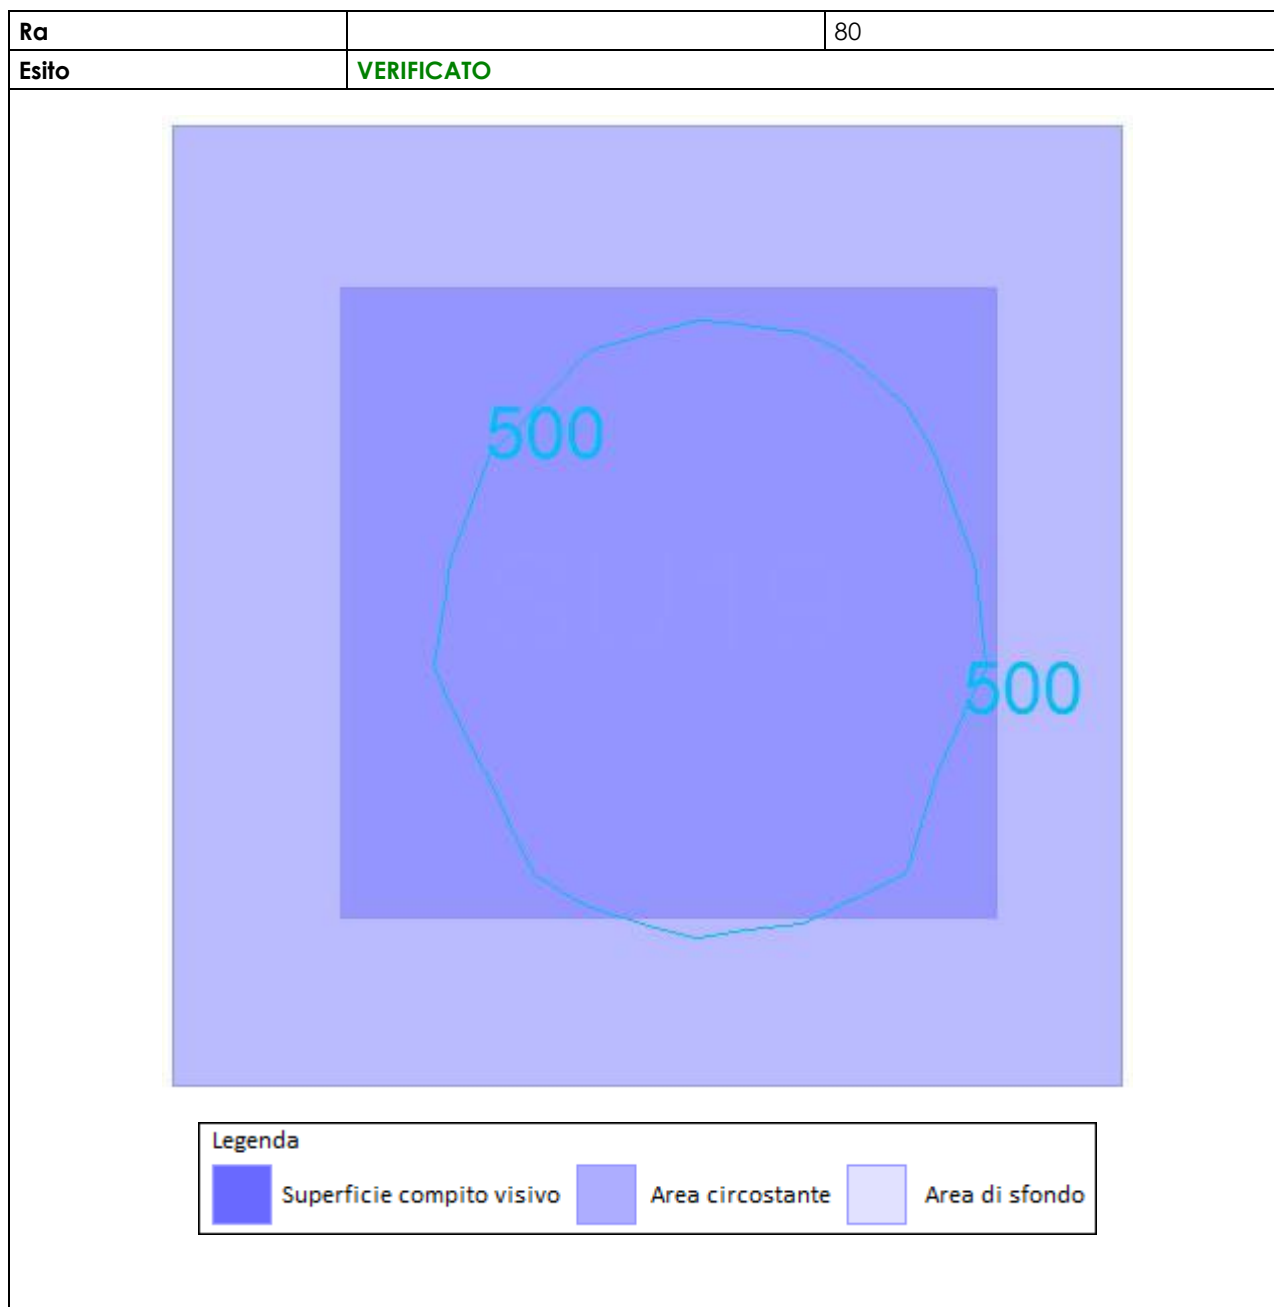 Ra 80
Esito VERIFICATO
500
500
Legenda
Superficie compito visivo Area circostante Area di sfondo